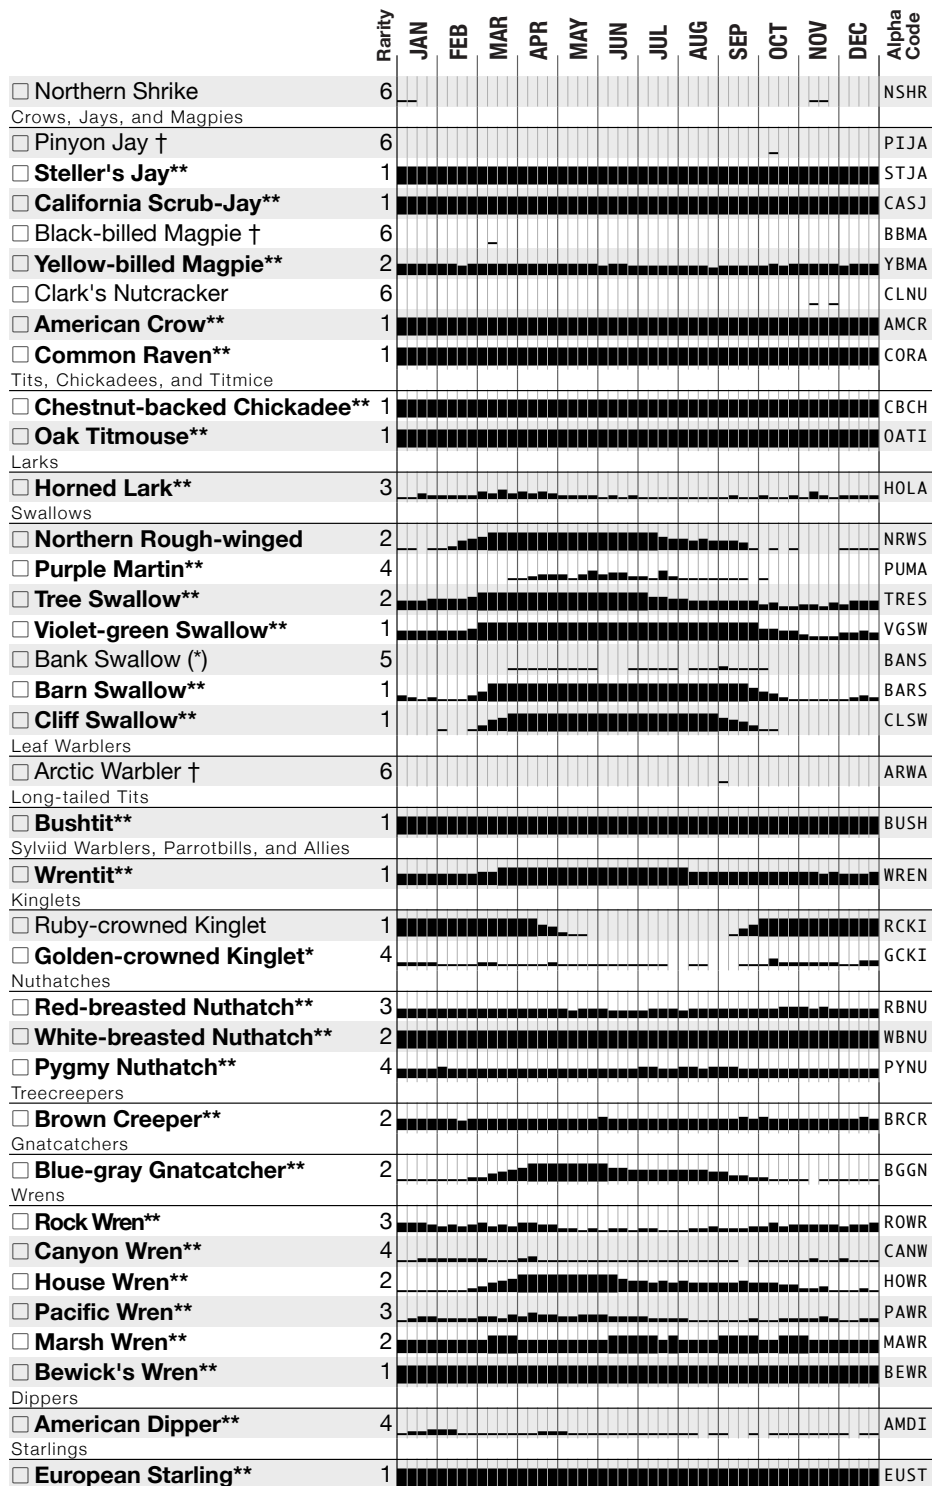 Rarity JAN FEB MAR APR MAY JUN JUL AUG SEP OCT NOV DEC Alpha Code
Northern Shrike 6 NSHR
Crows, Jays, and Magpies
Pinyon Jay † 6 PIJA
Steller's Jay** 1 STJA
California Scrub-Jay** 1 CASJ
Black-billed Magpie † 6 BBMA
Yellow-billed Magpie** 2 YBMA
Clark's Nutcracker 6 CLNU
American Crow** 1 AMCR
Common Raven** 1 CORA
Tits, Chickadees, and Titmice
Chestnut-backed Chickadee** 1 CBCH
Oak Titmouse** 1 OATI
Larks
Horned Lark** 3 HOLA
Swallows
Northern Rough-winged 2 NRWS
Purple Martin** 4 PUMA
Tree Swallow** 2 TRES
Violet-green Swallow** 1 VGSW
Bank Swallow (*) 5 BANS
Barn Swallow** 1 BARS
Cliff Swallow** 1 CLSW
Leaf Warblers
Arctic Warbler † 6 ARWA
Long-tailed Tits
Bushtit** 1 BUSH
Sylviid Warblers, Parrotbills, and Allies
Wrentit** 1 WREN
Kinglets
Ruby-crowned Kinglet 1 RCKI
Golden-crowned Kinglet* 4 GCKI
Nuthatches
Red-breasted Nuthatch** 3 RBNU
White-breasted Nuthatch** 2 WBNU
Pygmy Nuthatch** 4 PYNU
Treecreepers
Brown Creeper** 2 BRCR
Gnatcatchers
Blue-gray Gnatcatcher** 2 BGGN
Wrens
Rock Wren** 3 ROWR
Canyon Wren** 4 CANW
House Wren** 2 HOWR
Pacific Wren** 3 PAWR
Marsh Wren** 2 MAWR
Bewick's Wren** 1 BEWR
Dippers
American Dipper** 4 AMDI
Starlings
European Starling** 1 EUST